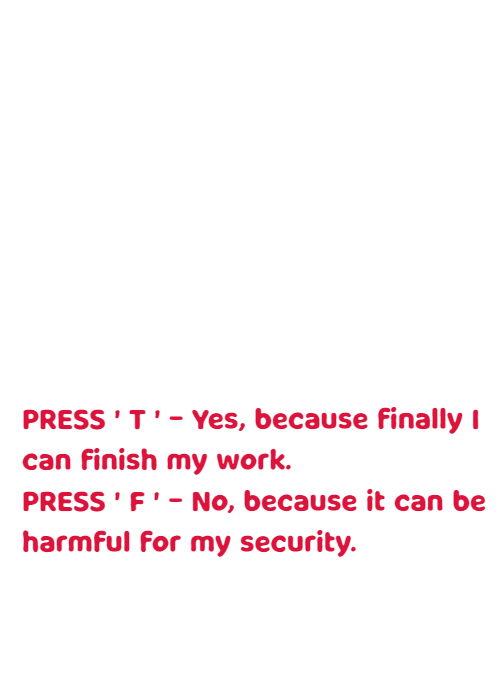 PRESS ' T ' - Yes, because finally I
can finish my work.
PRESS ' F ' - No, because it can be
harmful for my security.